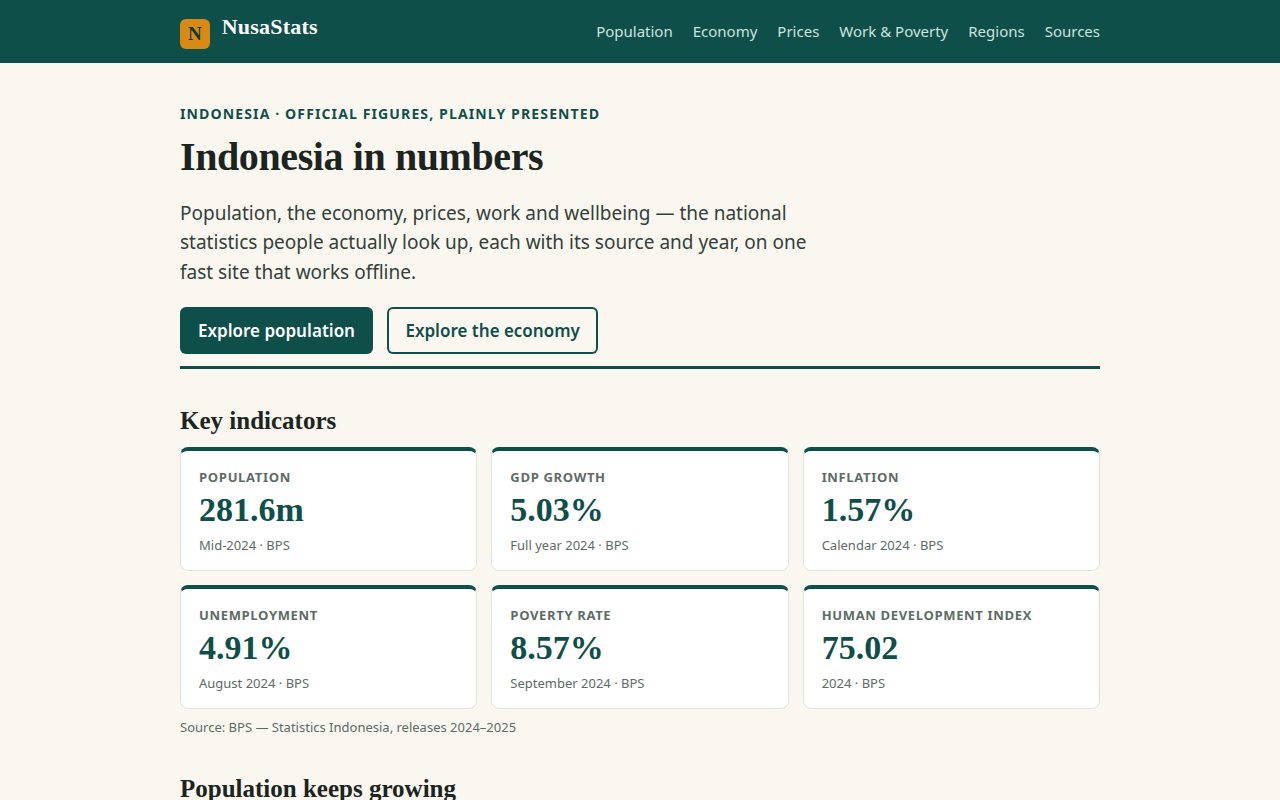 N NusaStats
Population Economy Prices Work & Poverty Regions Sources
INDONESIA · OFFICIAL FIGURES, PLAINLY PRESENTED
Indonesia in numbers
Population, the economy, prices, work and wellbeing — the national
statistics people actually look up, each with its source and year, on one
fast site that works offline.
Explore population Explore the economy
Key indicators
POPULATION
281.6m
Mid-2024 · BPS
GDP GROWTH
5.03%
Full year 2024 · BPS
INFLATION
1.57%
Calendar 2024 · BPS
UNEMPLOYMENT
4.91%
August 2024 · BPS
POVERTY RATE
8.57%
September 2024 · BPS
HUMAN DEVELOPMENT INDEX
75.02
2024 · BPS
Source: BPS — Statistics Indonesia, releases 2024–2025
Population keeps growing